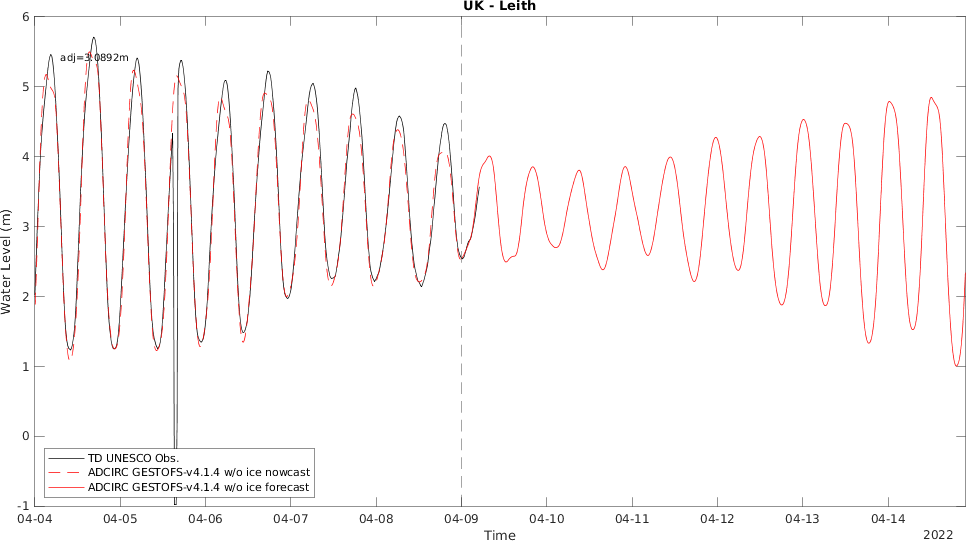 UK - Leith
adj=3.0892m
Water Level (m)
6
5
4
3
2
1
0
-1
TD UNESCO Obs.
ADCIRC GESTOFS-v4.1.4 w/o ice nowcast
ADCIRC GESTOFS-v4.1.4 w/o ice forecast
04-04 04-05 04-06 04-07 04-08 04-09 04-10 04-11 04-12 04-13 04-14
Time
2022